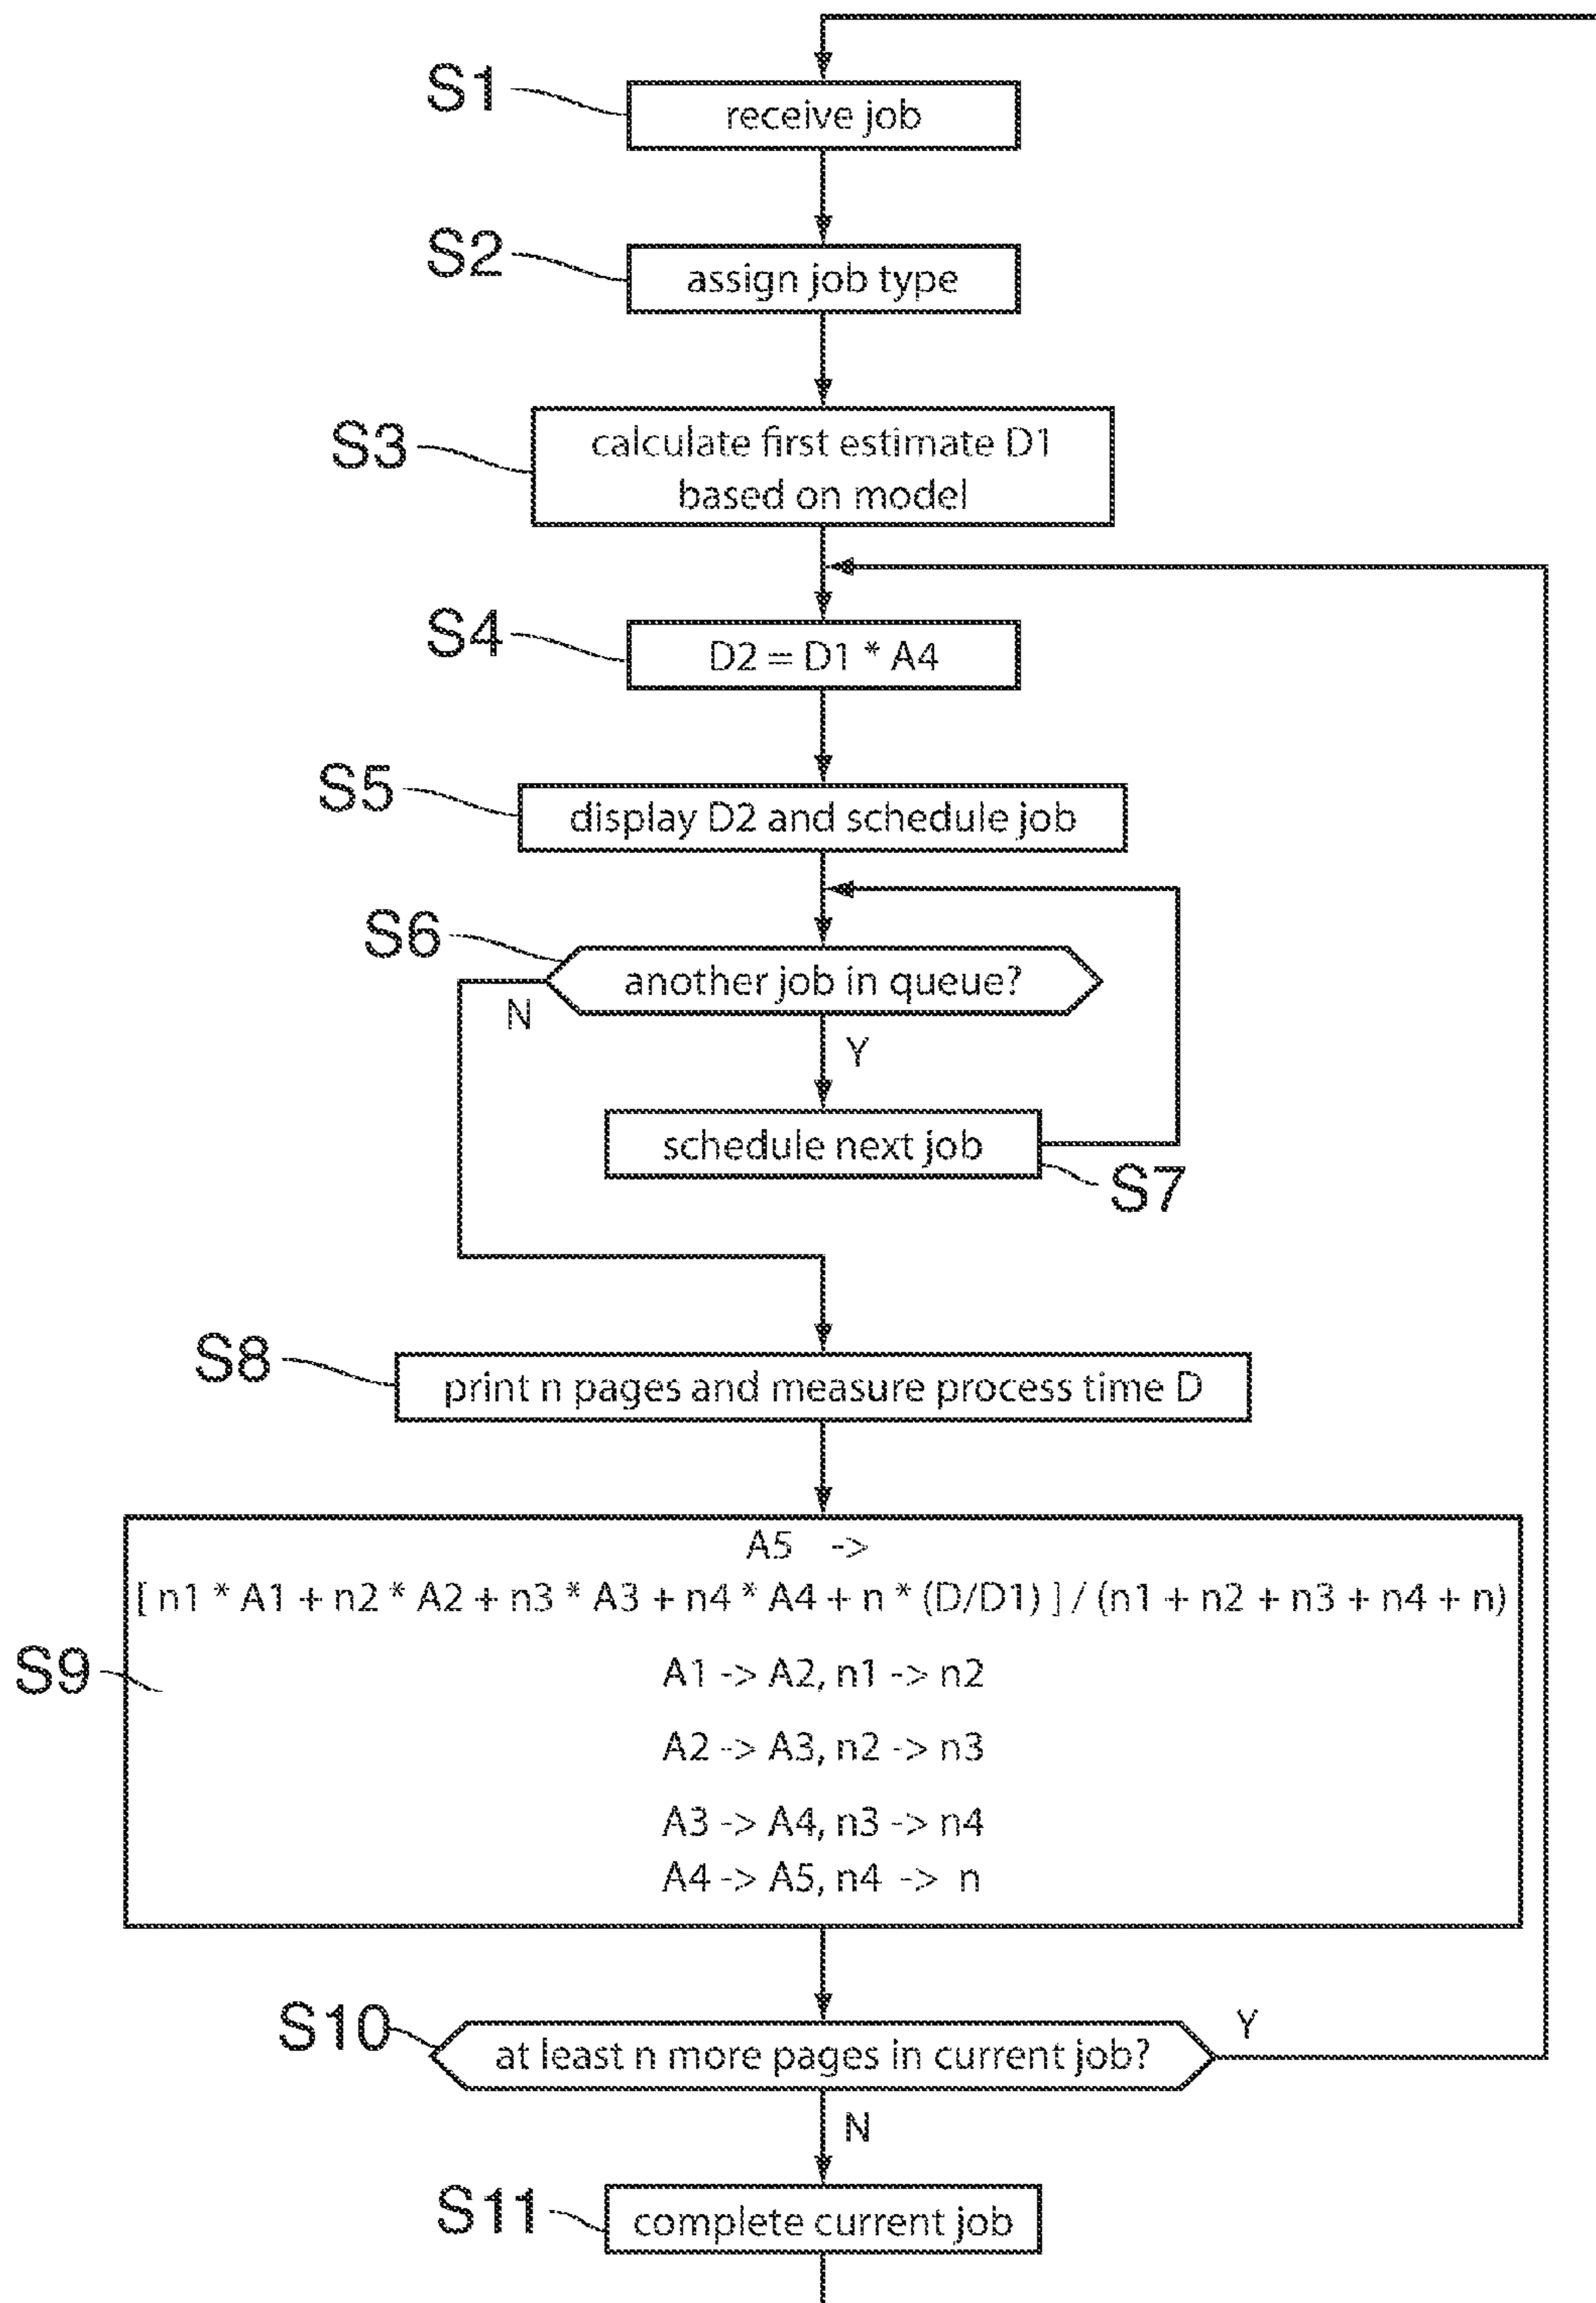 S1
receive job
S2
assign job type
S3
calculate first estimate D1
based on model
S4
D2 = D1 * A4
S5
display D2 and schedule job
S6
another job in queue?
N
Y
schedule next job
S7
S8
print n pages and measure process time D
A5 ->
[ n1 * A1 + n2 * A2 + n3 * A3 + n4 * A4 + n * (D/D1) ] / (n1 + n2 + n3 + n4 + n)
S9
A1 -> A2, n1 -> n2
A2 -> A3, n2 -> n3
A3 -> A4, n3 -> n4
A4 -> A5, n4 -> n
S10
at least n more pages in current job?
Y
N
S11
complete current job